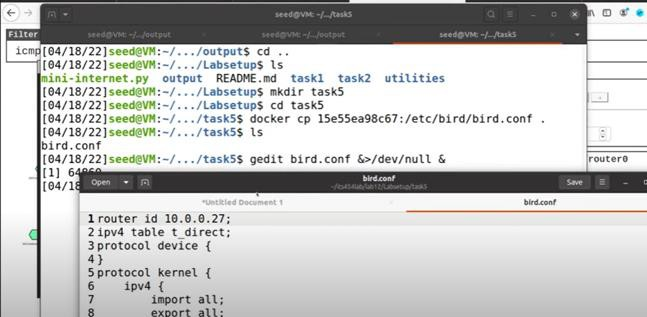 seed@VM: ~/.../task5
Filter
icmp
seed@VM: ~/.../output
seed@VM: ~/.../output
seed@VM: ~/.../task5
[04/18/22]seed@VM:~/.../output$ cd ..
[04/18/22]seed@VM:~/.../Labsetup$ ls
mini-internet.py output README.md task1 task2 utilities
[04/18/22]seed@VM:~/.../Labsetup$ mkdir task5
[04/18/22]seed@VM:~/.../Labsetup$ cd task5
[04/18/22]seed@VM:~/.../task5$ docker cp 15e55ea98c67:/etc/bird/bird.conf .
[04/18/22]seed@VM:~/.../task5$ ls
bird.conf
[04/18/22]seed@VM:~/.../task5$ gedit bird.conf &>/dev/null &
router0
[1] 64860
[04/18
Open
bird.conf
Save
*Untitled Document 1
bird.conf
1 router id 10.0.0.27;
2 ipv4 table t_direct;
3 protocol device {
4 }
5 protocol kernel {
6 ipv4 {
7 import all;
8 export all;